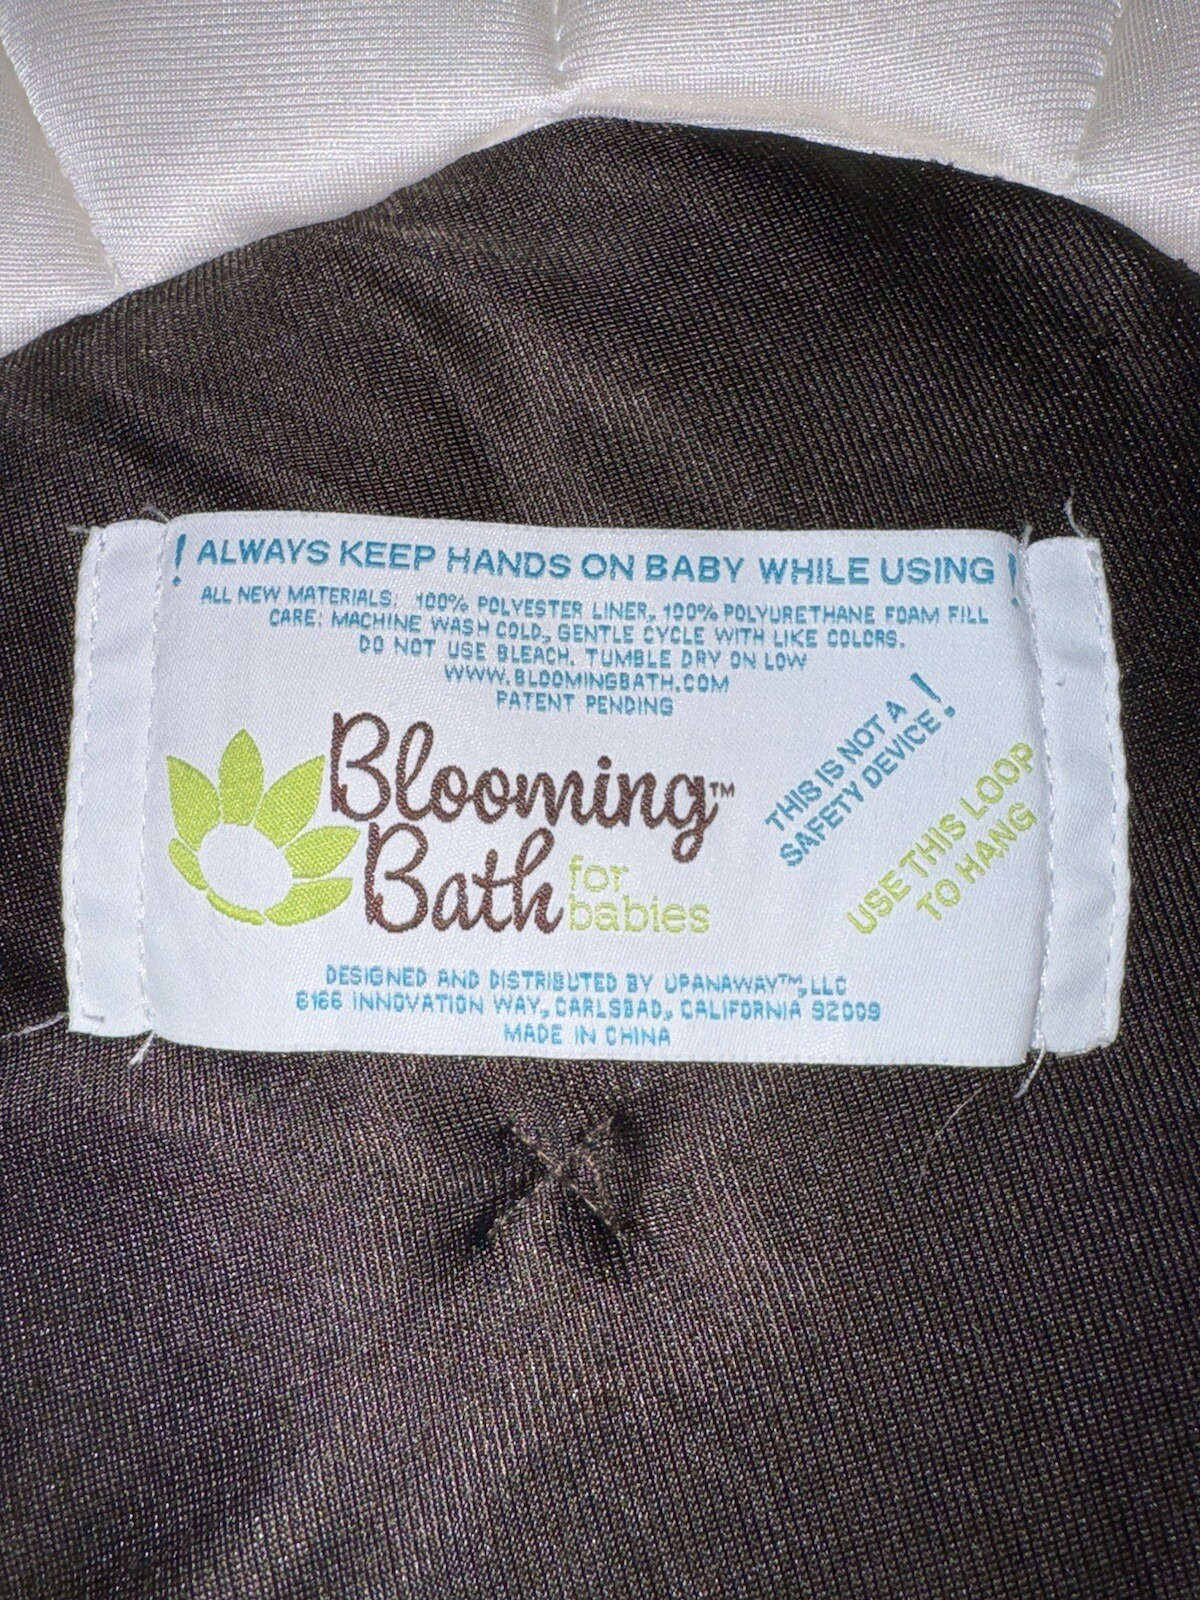 ! ALWAYS KEEP HANDS ON BABY WHILE USING !
ALL NEW MATERIALS: 100% POLYESTER LINER, 100% POLYURETHANE FOAM FILL
CARE: MACHINE WASH COLD, GENTLE CYCLE WITH LIKE COLORS.
DO NOT USE BLEACH. TUMBLE DRY ON LOW
WWW.BLOOMINGBATH.COM
PATENT PENDING
Blooming™
Bath for
babies
THIS IS NOT A
SAFETY DEVICE!
USE THIS LOOP
TO HANG
DESIGNED AND DISTRIBUTED BY UPANAWAY™, LLC
6166 INNOVATION WAY, CARLSBAD, CALIFORNIA 92009
MADE IN CHINA